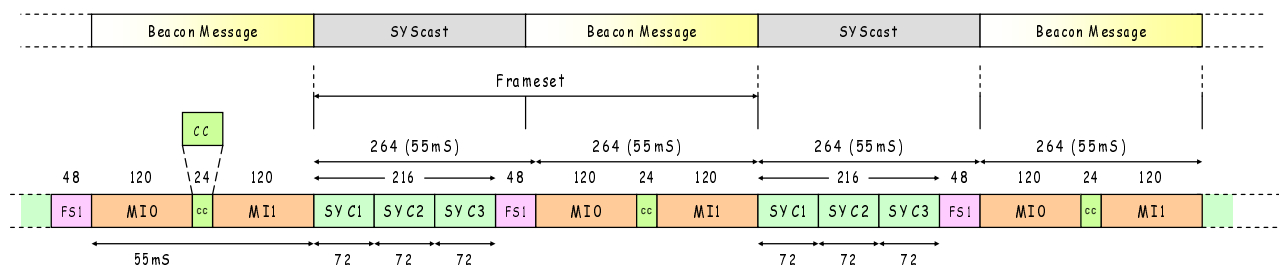 Beacon Message SYScast Beacon Message SYScast Beacon Message
Frameset
CC
264 (55mS) 264 (55mS) 264 (55mS) 264 (55mS)
48 120 24 120 216 48 120 24 120 216 48 120 24 120
FS1 MI0 CC MI1 SYC1 SYC2 SYC3 FS1 MI0 CC MI1 SYC1 SYC2 SYC3 FS1 MI0 CC MI1
55mS 72 72 72 72 72 72